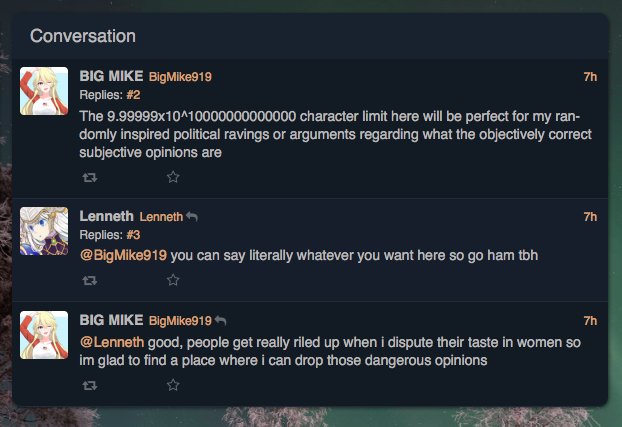 Conversation
BIG MIKE BigMike919 7h
Replies: #2
The 9.99999x10^10000000000000 character limit here will be perfect for my ran-
domly inspired political ravings or arguments regarding what the objectively correct
subjective opinions are
Lenneth Lenneth 7h
Replies: #3
@BigMike919 you can say literally whatever you want here so go ham tbh
BIG MIKE BigMike919 7h
@Lenneth good, people get really riled up when i dispute their taste in women so
im glad to find a place where i can drop those dangerous opinions